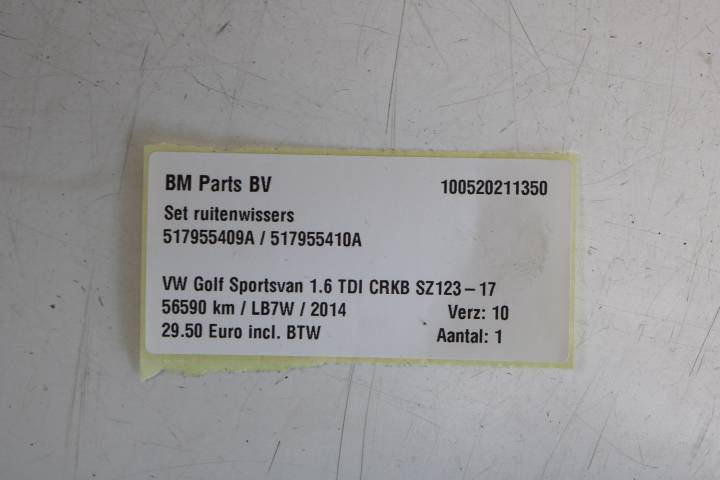 BM Parts BV 100520211350
Set ruitenwissers
517955409A / 517955410A
VW Golf Sportsvan 1.6 TDI CRKB SZ123-17
56590 km / LB7W / 2014 Verz: 10
29.50 Euro incl. BTW Aantal: 1